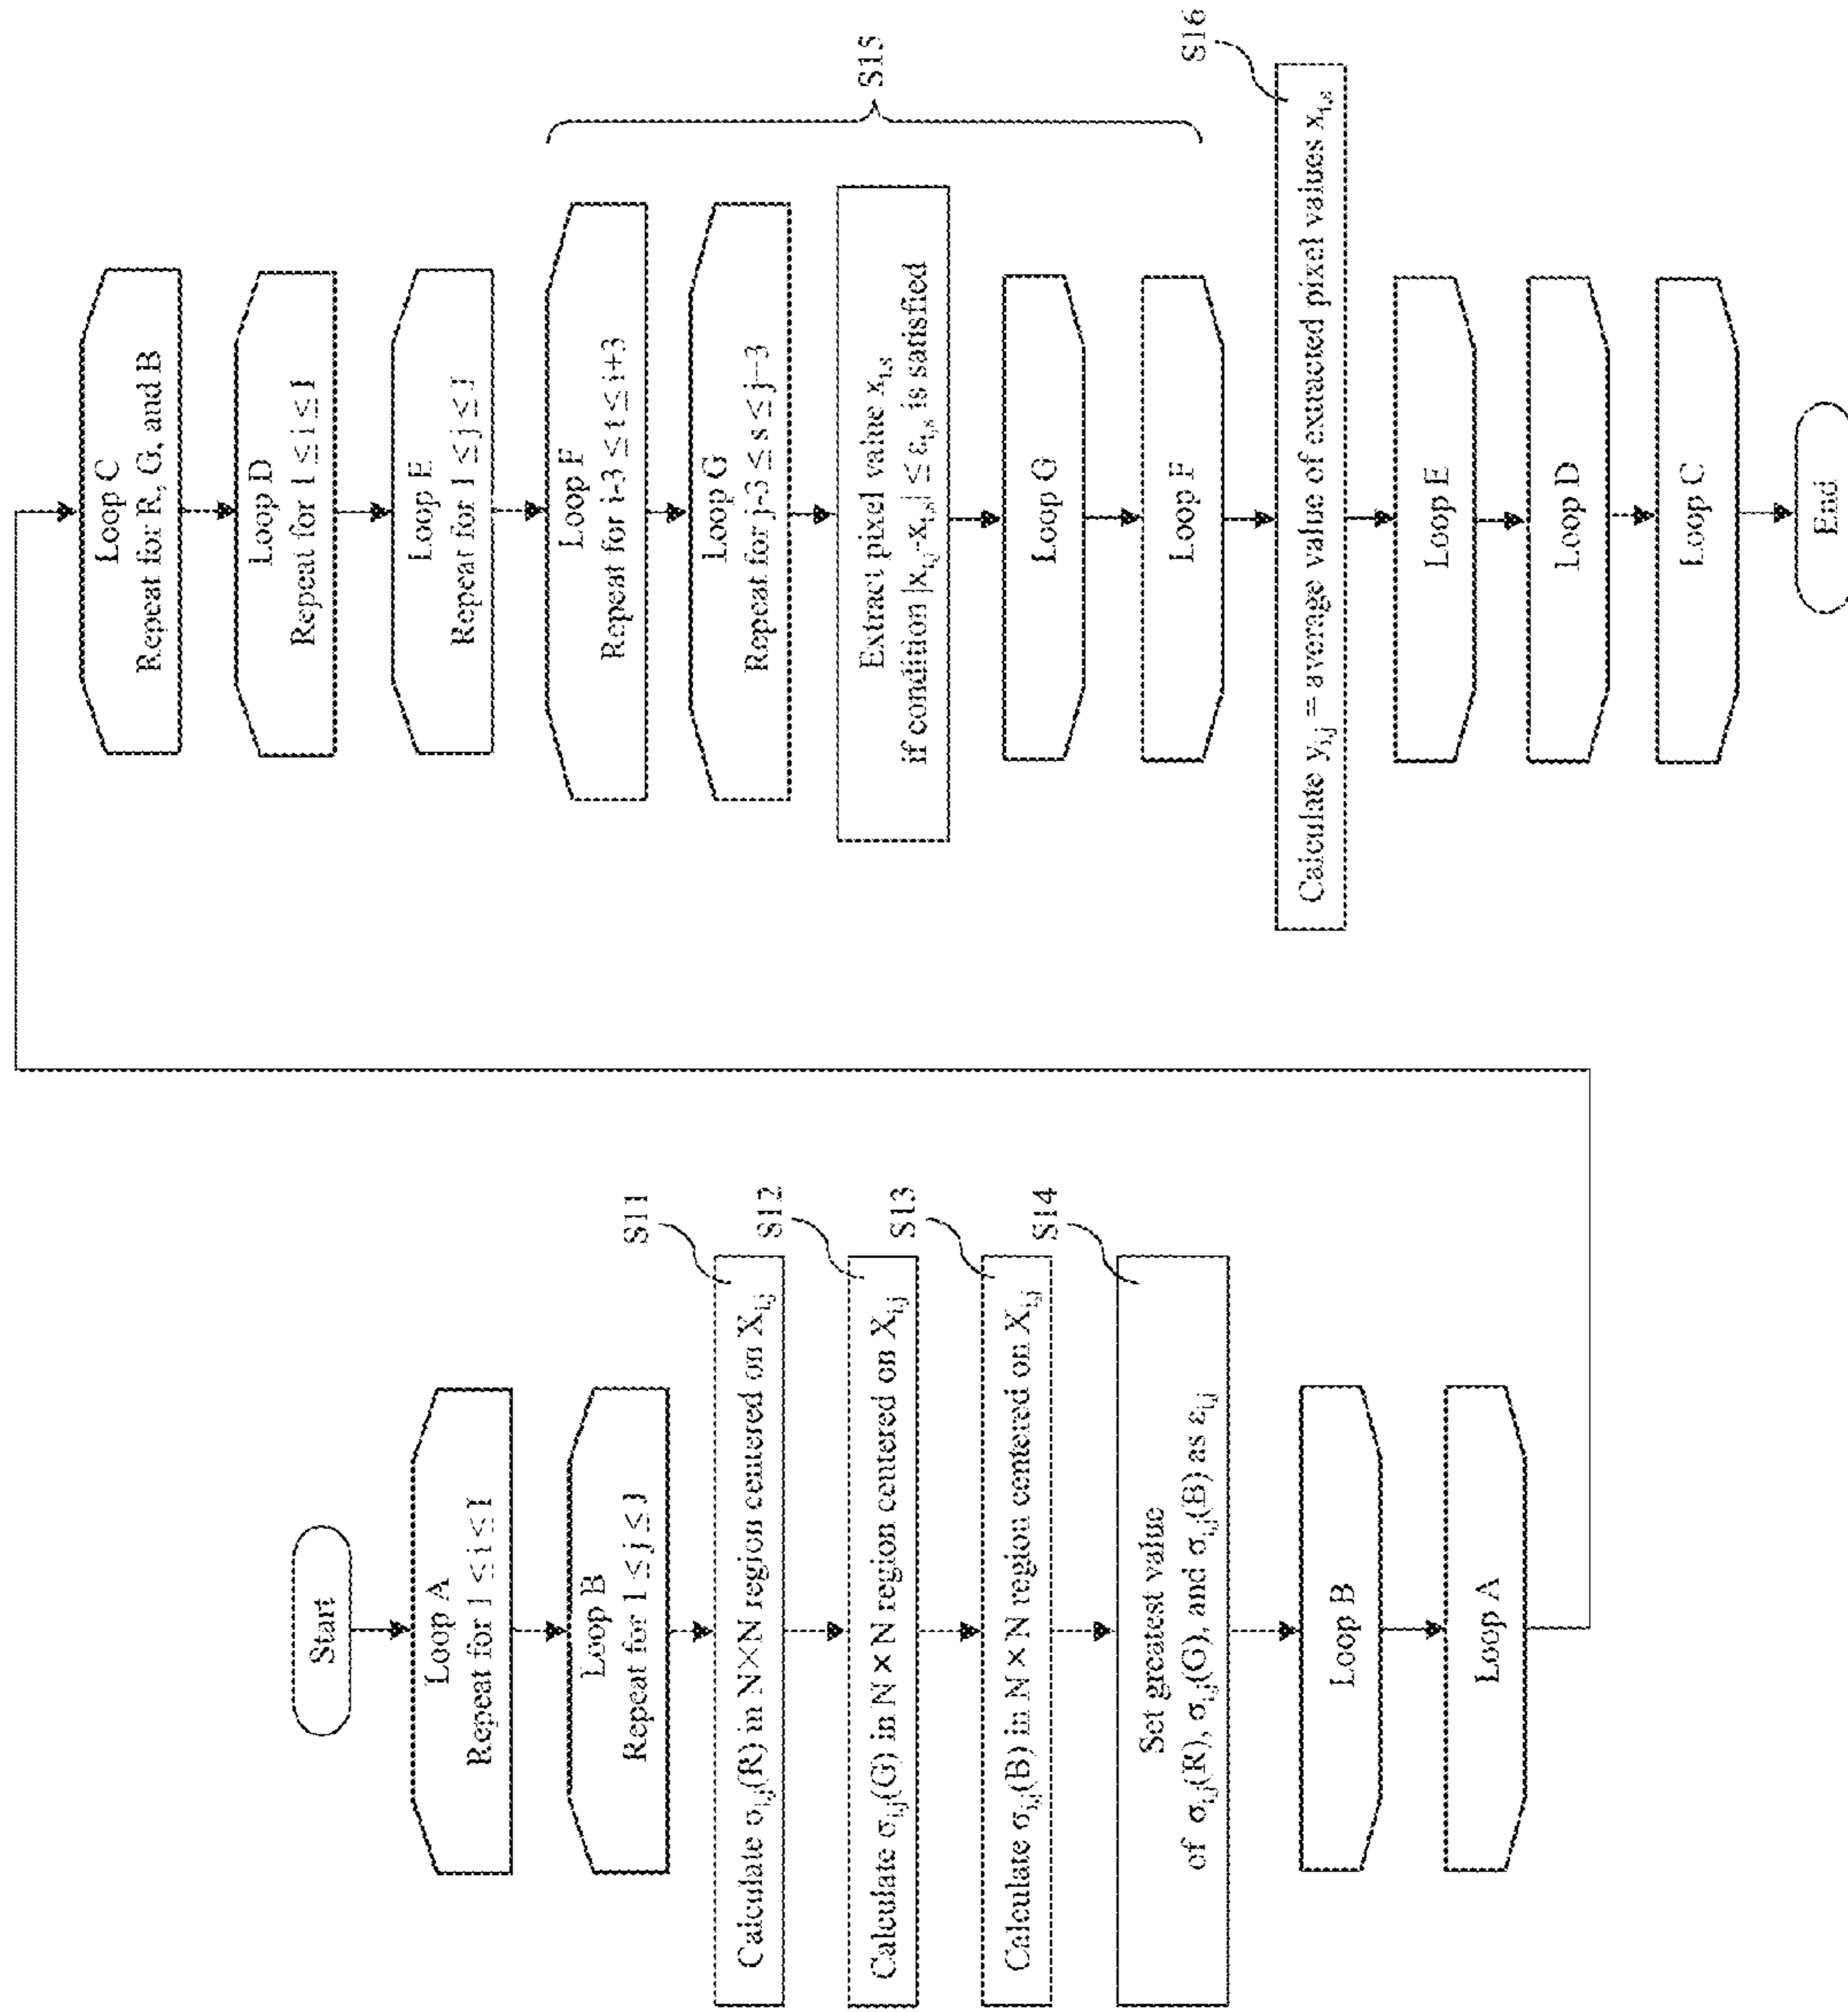 Start
Loop A
Repeat for 1 ≤ i ≤ I
Loop B
Repeat for 1 ≤ j ≤ J
Calculate σi,j(R) in N×N region centered on Xi,j
S11
Calculate σi,j(G) in N × N region centered on Xi,j
S12
Calculate σi,j(B) in N × N region centered on Xi,j
S13
Set greatest value
of σi,j(R), σi,j(G), and σi,j(B) as εi,j
S14
Loop B
Loop A
Loop C
Repeat for R, G, and B
Loop D
Repeat for 1 ≤ i ≤ I
Loop E
Repeat for 1 ≤ j ≤ J
Loop F
Repeat for i-3 ≤ t ≤ i+3
Loop G
Repeat for j-3 ≤ s ≤ j+3
Extract pixel value xt,s
if condition |xi,j-xt,s| ≤ εt,s is satisfied
Loop G
Loop F
S15
Calculate yi,j = average value of extracted pixel values xt,s
S16
Loop E
Loop D
Loop C
End